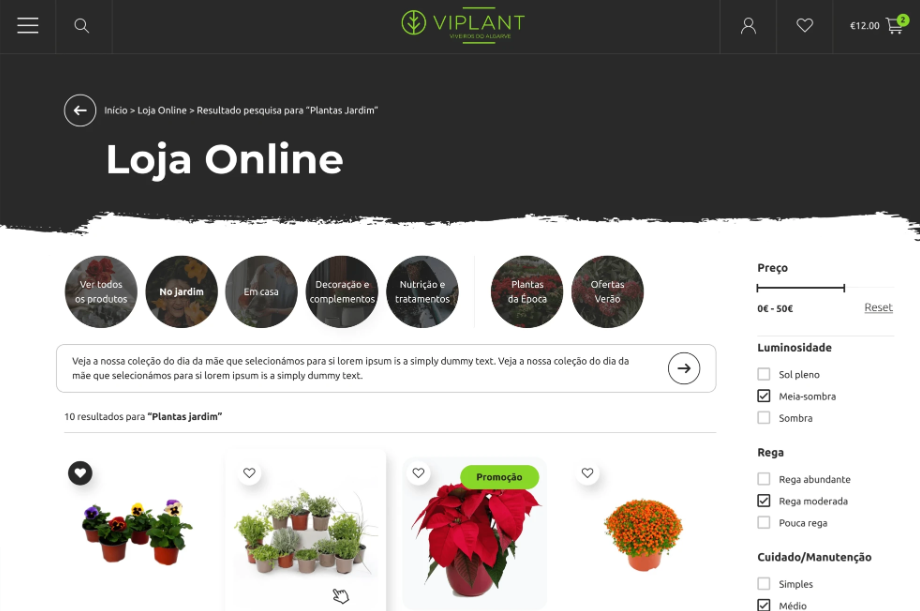 VIPLANT
VIVEIROS DO ALGARVE
€12.00
2
Início > Loja Online > Resultado pesquisa para “Plantas Jardim”
Loja Online
Ver todos
os produtos
No jardim
Em casa
Decoração e
complementos
Nutrição e
tratamentos
Plantas
da Época
Ofertas
Verão
Veja a nossa coleção do dia da mãe que selecionámos para si lorem ipsum is a simply dummy text. Veja a nossa coleção do dia da
mãe que selecionámos para si lorem ipsum is a simply dummy text.
10 resultados para “Plantas jardim”
Promoção
Preço
0€ - 50€
Reset
Luminosidade
Sol pleno
Meia-sombra
Sombra
Rega
Rega abundante
Rega moderada
Pouca rega
Cuidado/Manutenção
Simples
Médio